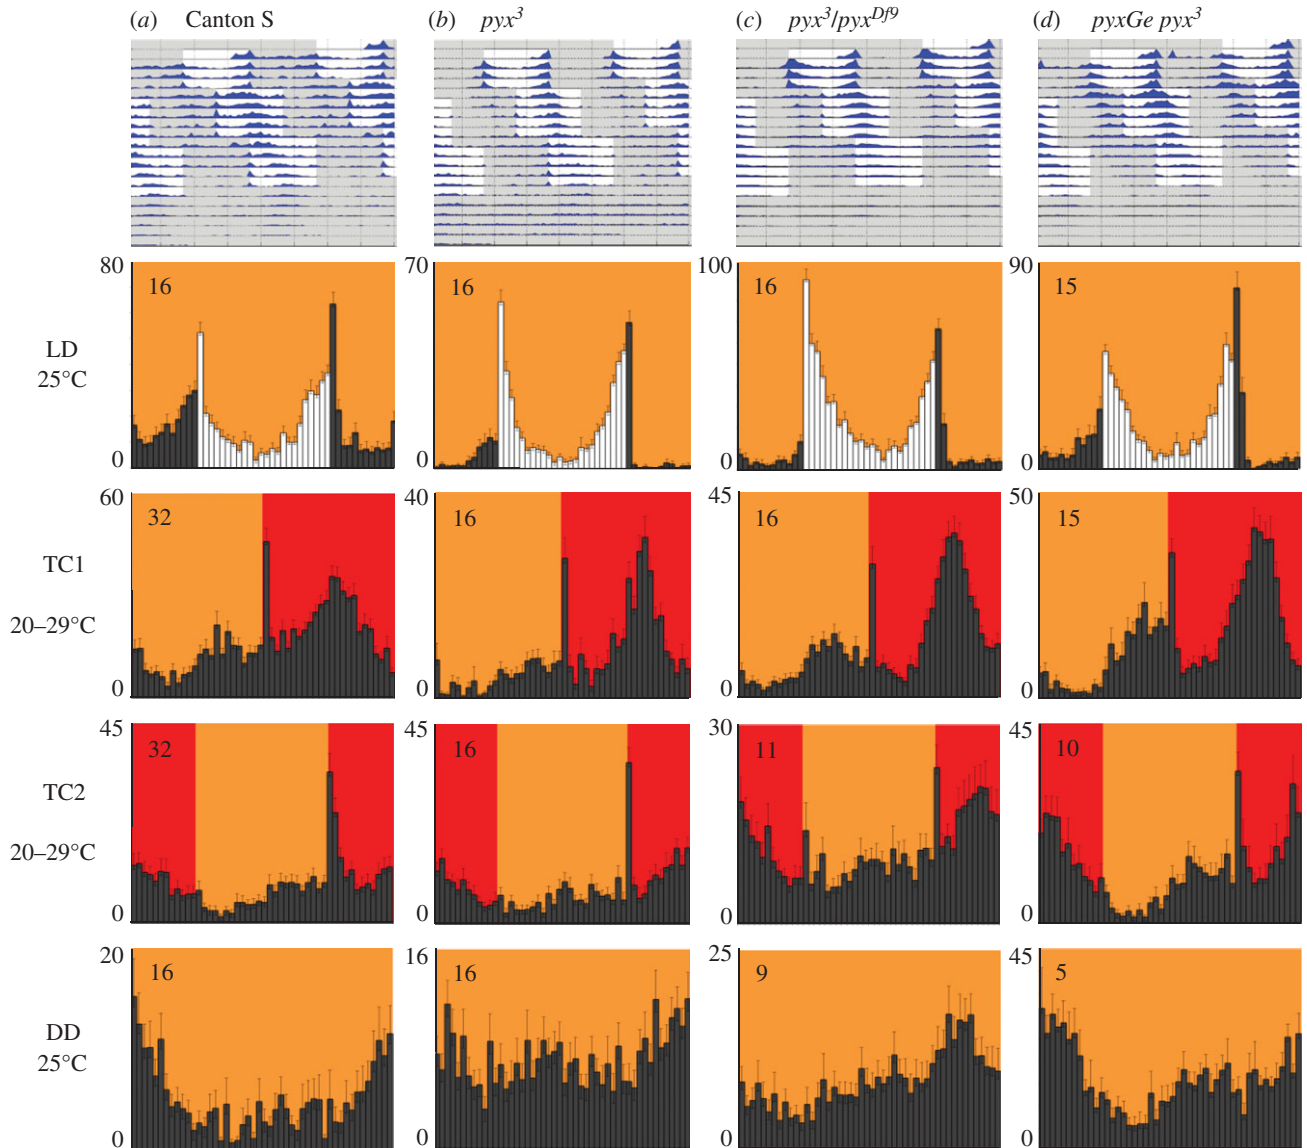 (a) Canton S (b) pyx³ (c) pyx³/pyxᴰᶠ⁹ (d) pyxGe pyx³
80 70 100 90
16 16 16 15
LD
25°C
0 0 0 0
60 40 45 50
32 16 16 15
TC1
20–29°C
0 0 0 0
45 45 30 45
32 16 11 10
TC2
20–29°C
0 0 0 0
20 16 25 45
16 16 9 5
DD
25°C
0 0 0 0